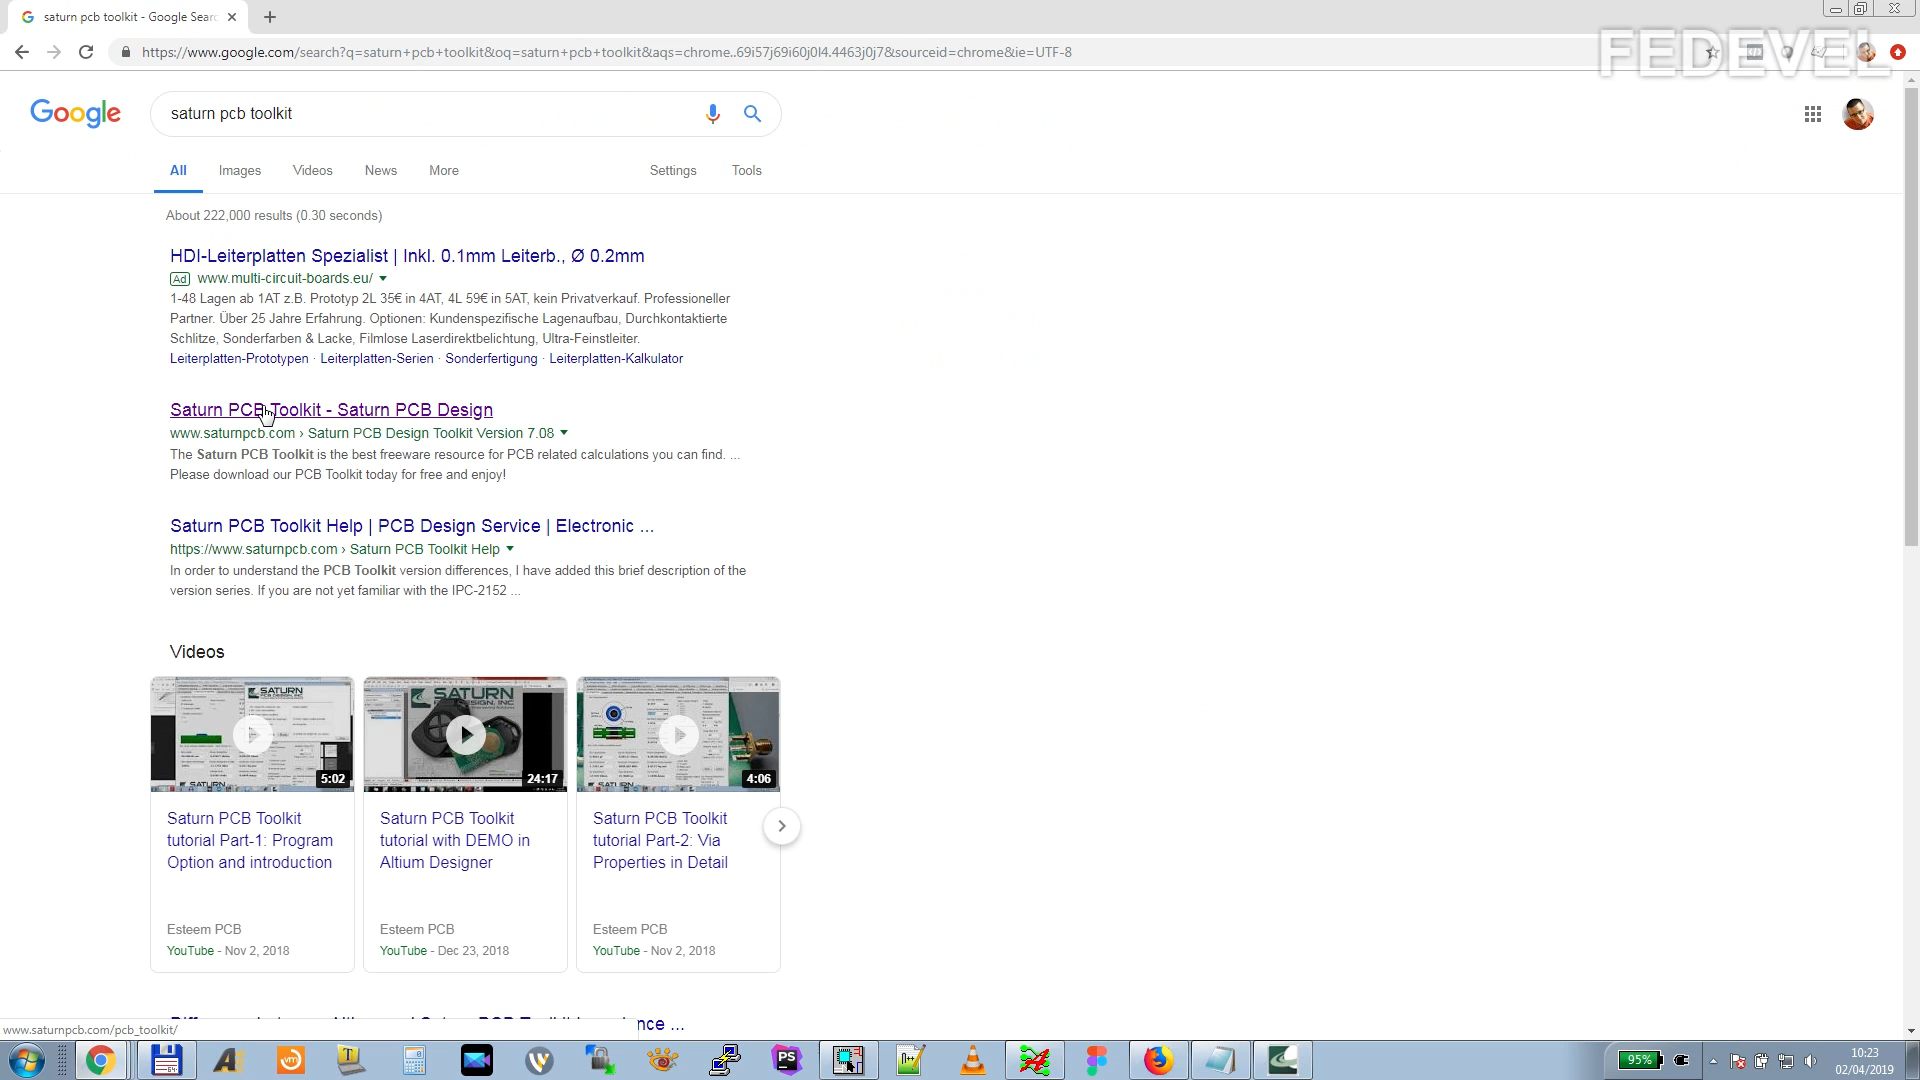 saturn pcb toolkit - Google Sear
https://www.google.com/search?q=saturn+pcb+toolkit&oq=saturn+pcb+toolkit&aqs=chrome..69i57j69i60j0l4.4463j0j7&sourceid=chrome&ie=UTF-8
FEDEVEL
Google
saturn pcb toolkit
All Images Videos News More Settings Tools
About 222,000 results (0.30 seconds)
HDI-Leiterplatten Spezialist | Inkl. 0.1mm Leiterb., Ø 0.2mm
Ad www.multi-circuit-boards.eu/
1-48 Lagen ab 1AT z.B. Prototyp 2L 35€ in 4AT, 4L 59€ in 5AT, kein Privatverkauf. Professioneller
Partner. Über 25 Jahre Erfahrung. Optionen: Kundenspezifische Lagenaufbau, Durchkontaktierte
Schlitze, Sonderfarben & Lacke, Filmlose Laserdirektbelichtung, Ultra-Feinstleiter.
Leiterplatten-Prototypen · Leiterplatten-Serien · Sonderfertigung · Leiterplatten-Kalkulator
Saturn PCB Toolkit - Saturn PCB Design
www.saturnpcb.com › Saturn PCB Design Toolkit Version 7.08
The Saturn PCB Toolkit is the best freeware resource for PCB related calculations you can find. ...
Please download our PCB Toolkit today for free and enjoy!
Saturn PCB Toolkit Help | PCB Design Service | Electronic ...
https://www.saturnpcb.com › Saturn PCB Toolkit Help
In order to understand the PCB Toolkit version differences, I have added this brief description of the
version series. If you are not yet familiar with the IPC-2152 ...
Videos
5:02
24:17
4:06
Saturn PCB Toolkit
tutorial Part-1: Program
Option and introduction
Esteem PCB
YouTube - Nov 2, 2018
Saturn PCB Toolkit
tutorial with DEMO in
Altium Designer
Esteem PCB
YouTube - Dec 23, 2018
Saturn PCB Toolkit
tutorial Part-2: Via
Properties in Detail
Esteem PCB
YouTube - Nov 2, 2018
nce ...
www.saturnpcb.com/pcb_toolkit/
95%
10:23
02/04/2019